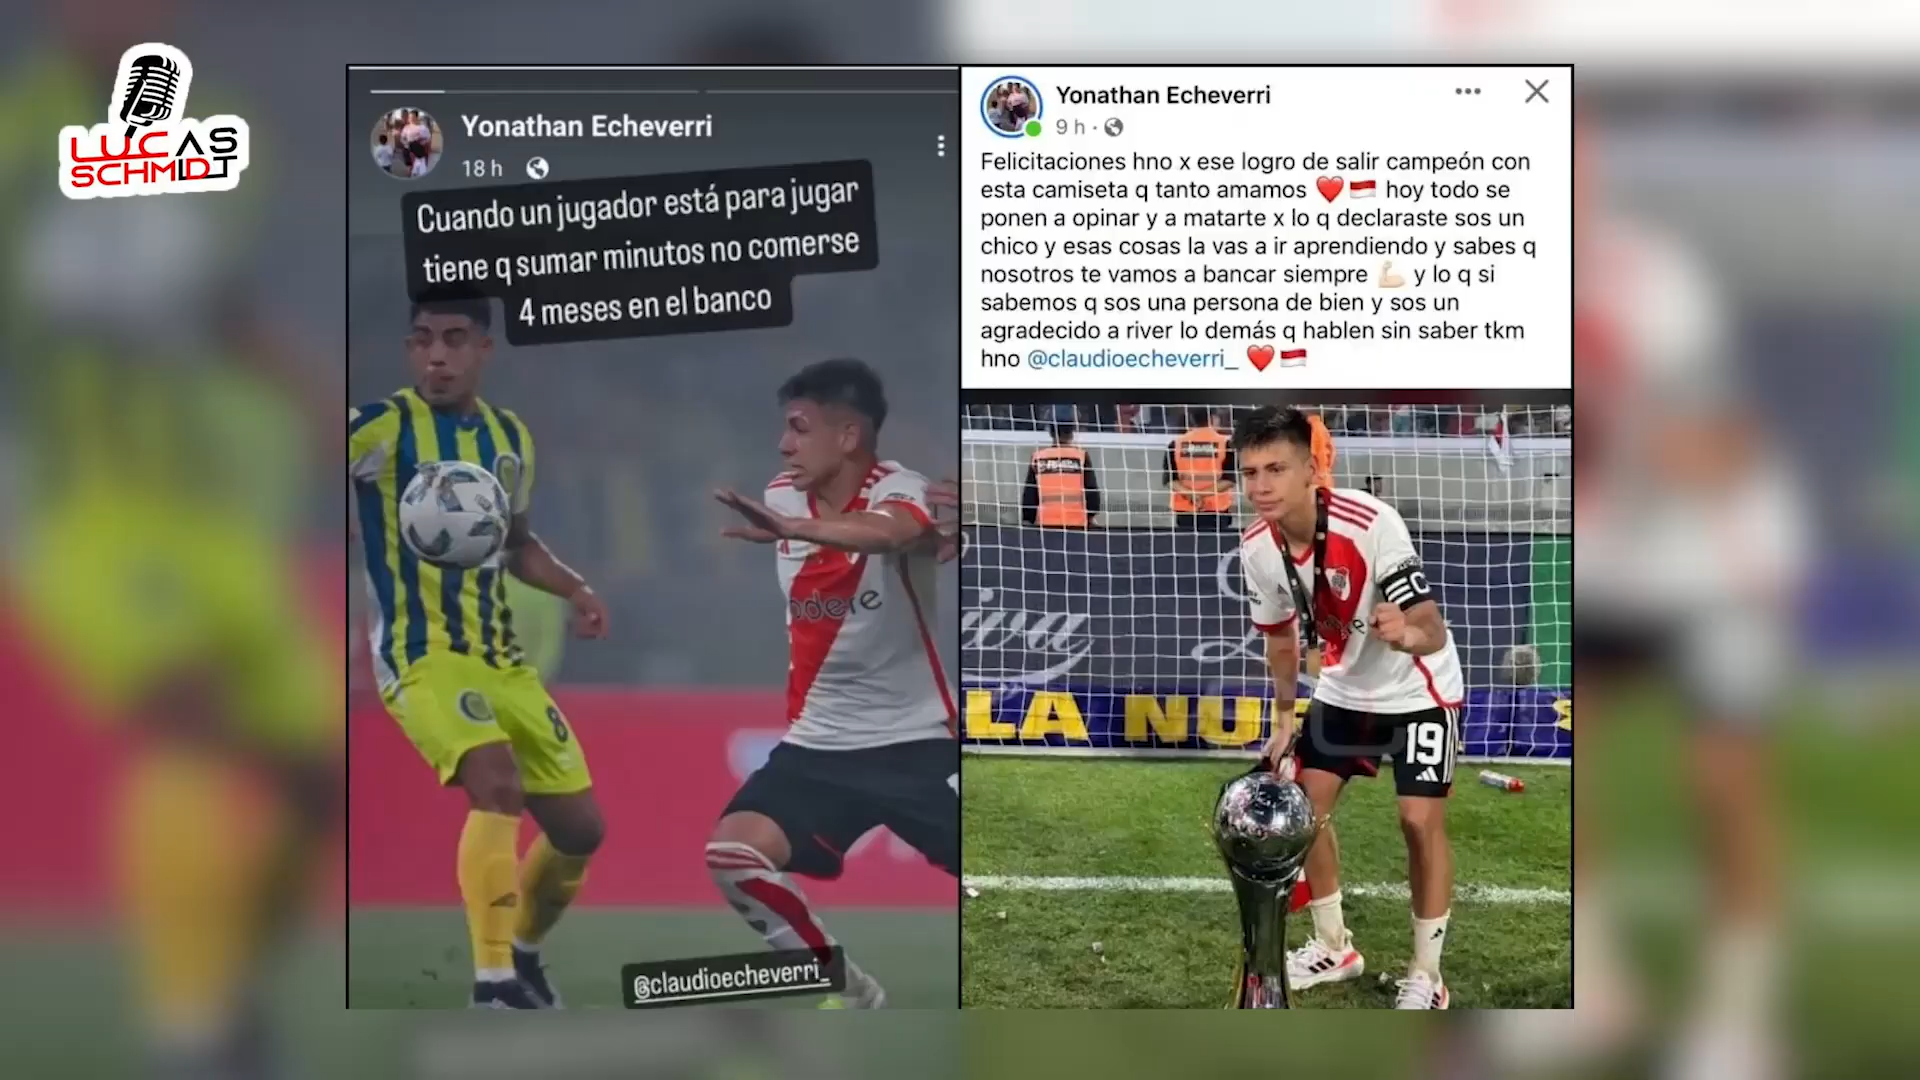 LUCAS
SCHMIDT
Yonathan Echeverri
18 h
Cuando un jugador está para jugar
tiene q sumar minutos no comerse
4 meses en el banco
8
@claudioecheverri_
Yonathan Echeverri
9 h ·
Felicitaciones hno x ese logro de salir campeón con
esta camiseta q tanto amamos ❤️🇮🇩 hoy todo se
ponen a opinar y a matarte x lo q declaraste sos un
chico y esas cosas la vas a ir aprendiendo y sabes q
nosotros te vamos a bancar siempre 💪🏻 y lo q si
sabemos q sos una persona de bien y sos un
agradecido a river lo demás q hablen sin saber tkm
hno @claudioecheverri_ ❤️🇮🇩
C
LA NU
19